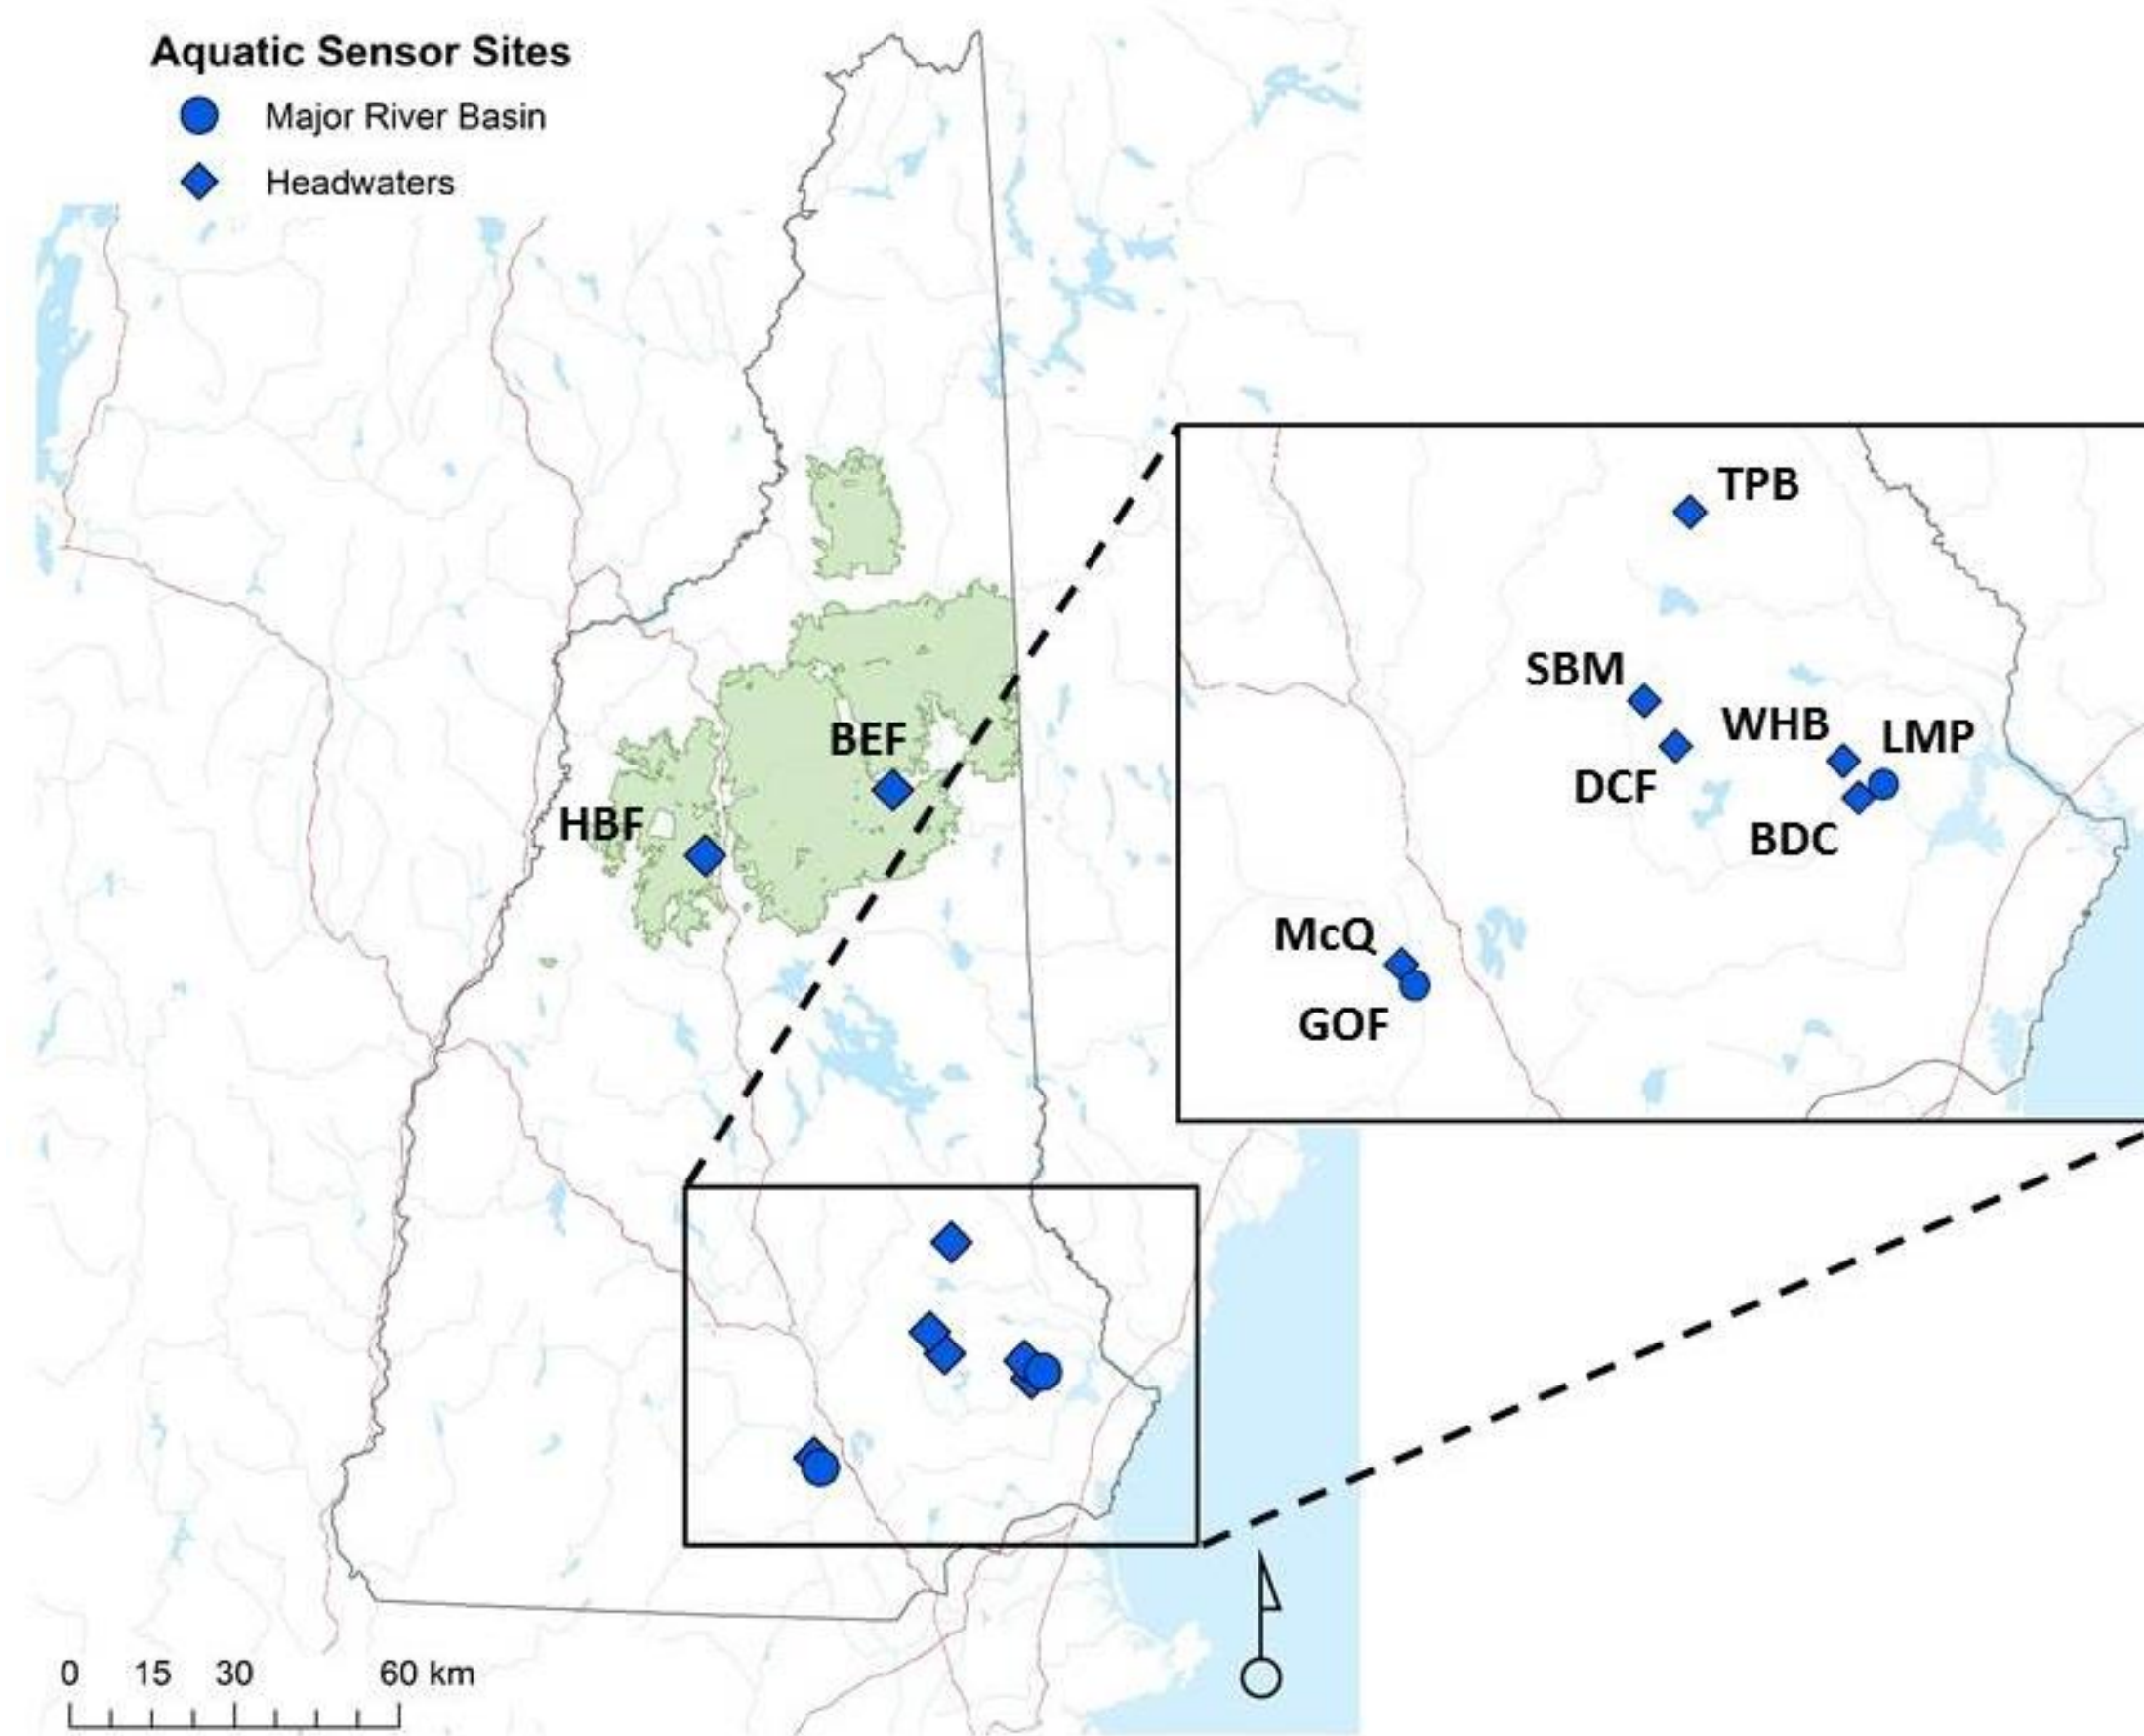 Aquatic Sensor Sites
Major River Basin
Headwaters
TPB
SBM
WHB LMP
DCF
BDC
McQ
GOF
BEF
HBF
0 15 30 60 km